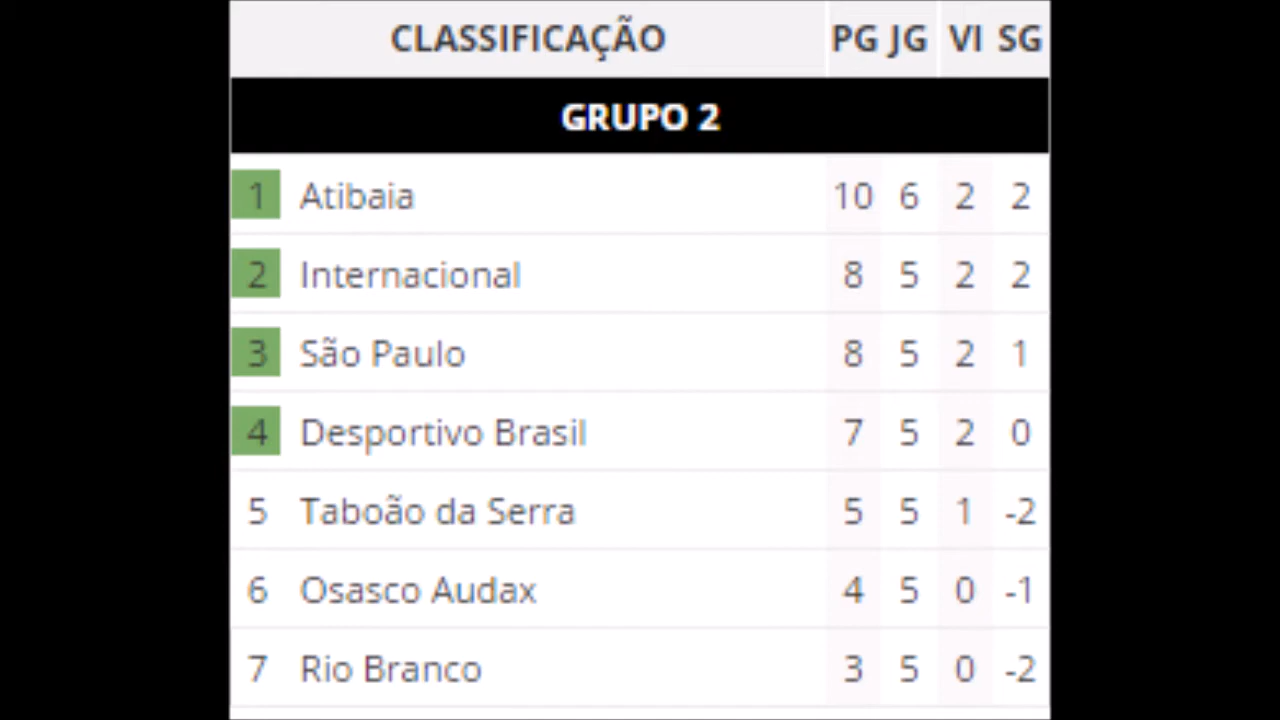 CLASSIFICAÇÃO PG JG VI SG
GRUPO 2
1 Atibaia 10 6 2 2
2 Internacional 8 5 2 2
3 São Paulo 8 5 2 1
4 Desportivo Brasil 7 5 2 0
5 Taboão da Serra 5 5 1 -2
6 Osasco Audax 4 5 0 -1
7 Rio Branco 3 5 0 -2